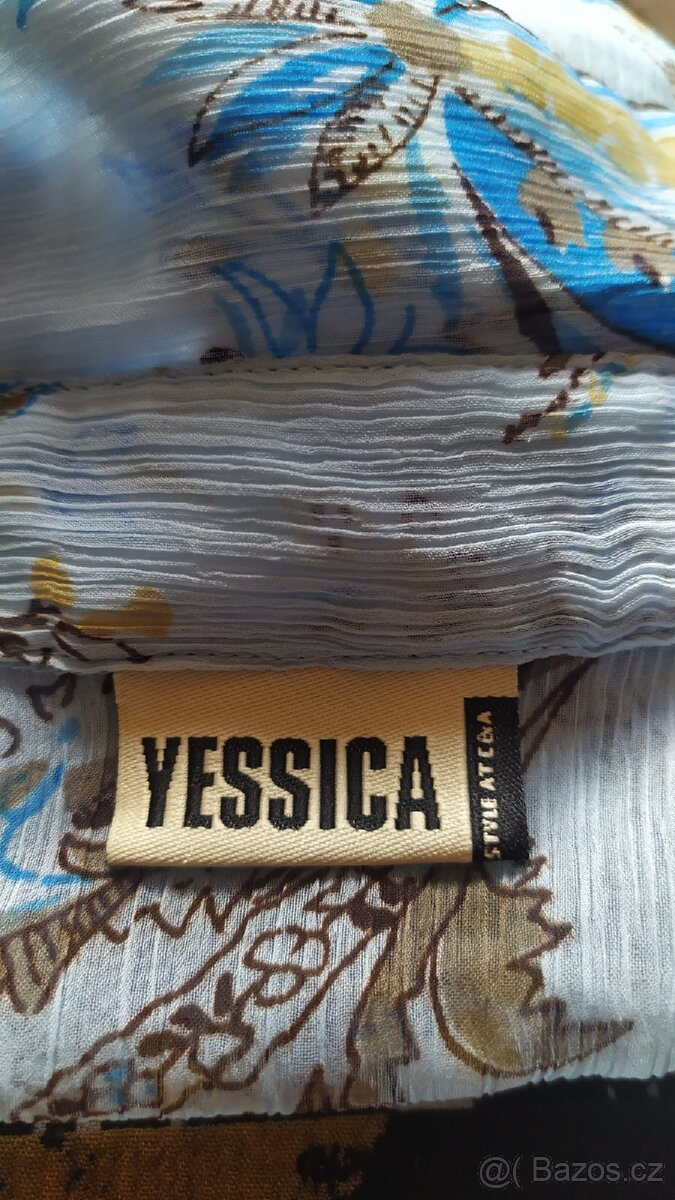 YESSICA
STYLE AT C&A
@( Bazos.cz